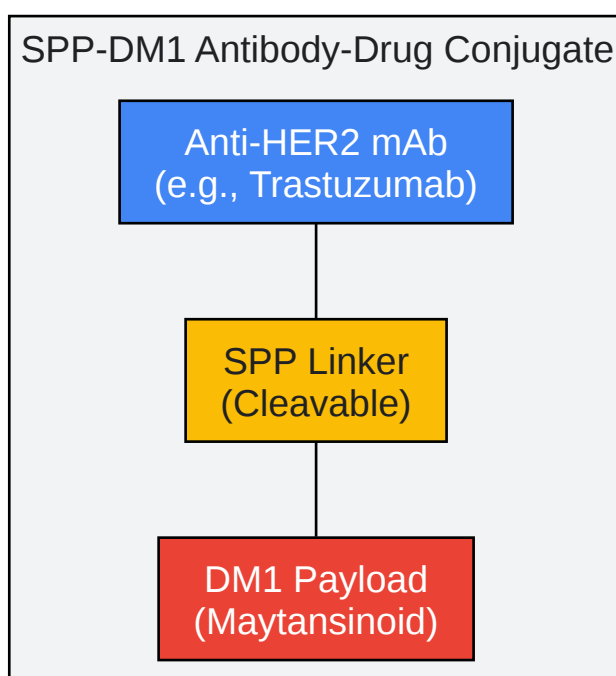 SPP-DM1 Antibody-Drug Conjugate
Anti-HER2 mAb
(e.g., Trastuzumab)
SPP Linker
(Cleavable)
DM1 Payload
(Maytansinoid)